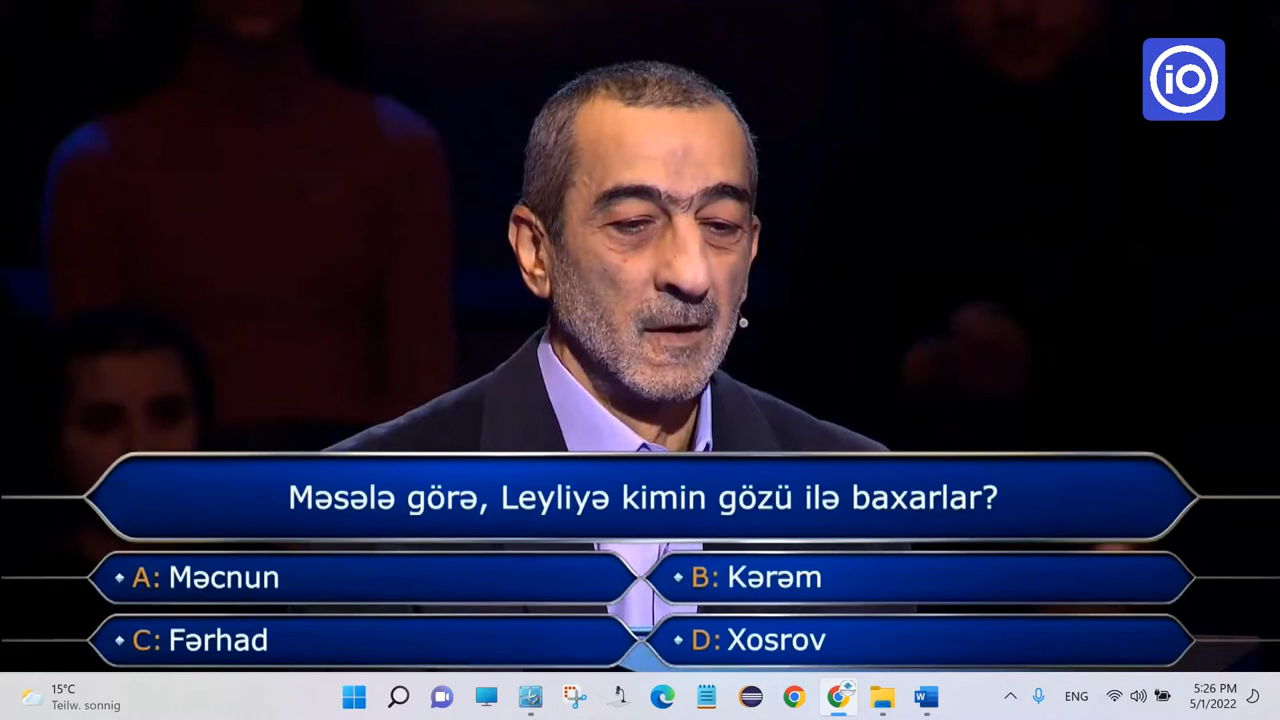 iO
Məsələ görə, Leyliyə kimin gözü ilə baxarlar?
A: Məcnun
B: Kərəm
C: Fərhad
D: Xosrov
15°C
Teilw. sonnig
ENG
5:26 PM
5/1/2022